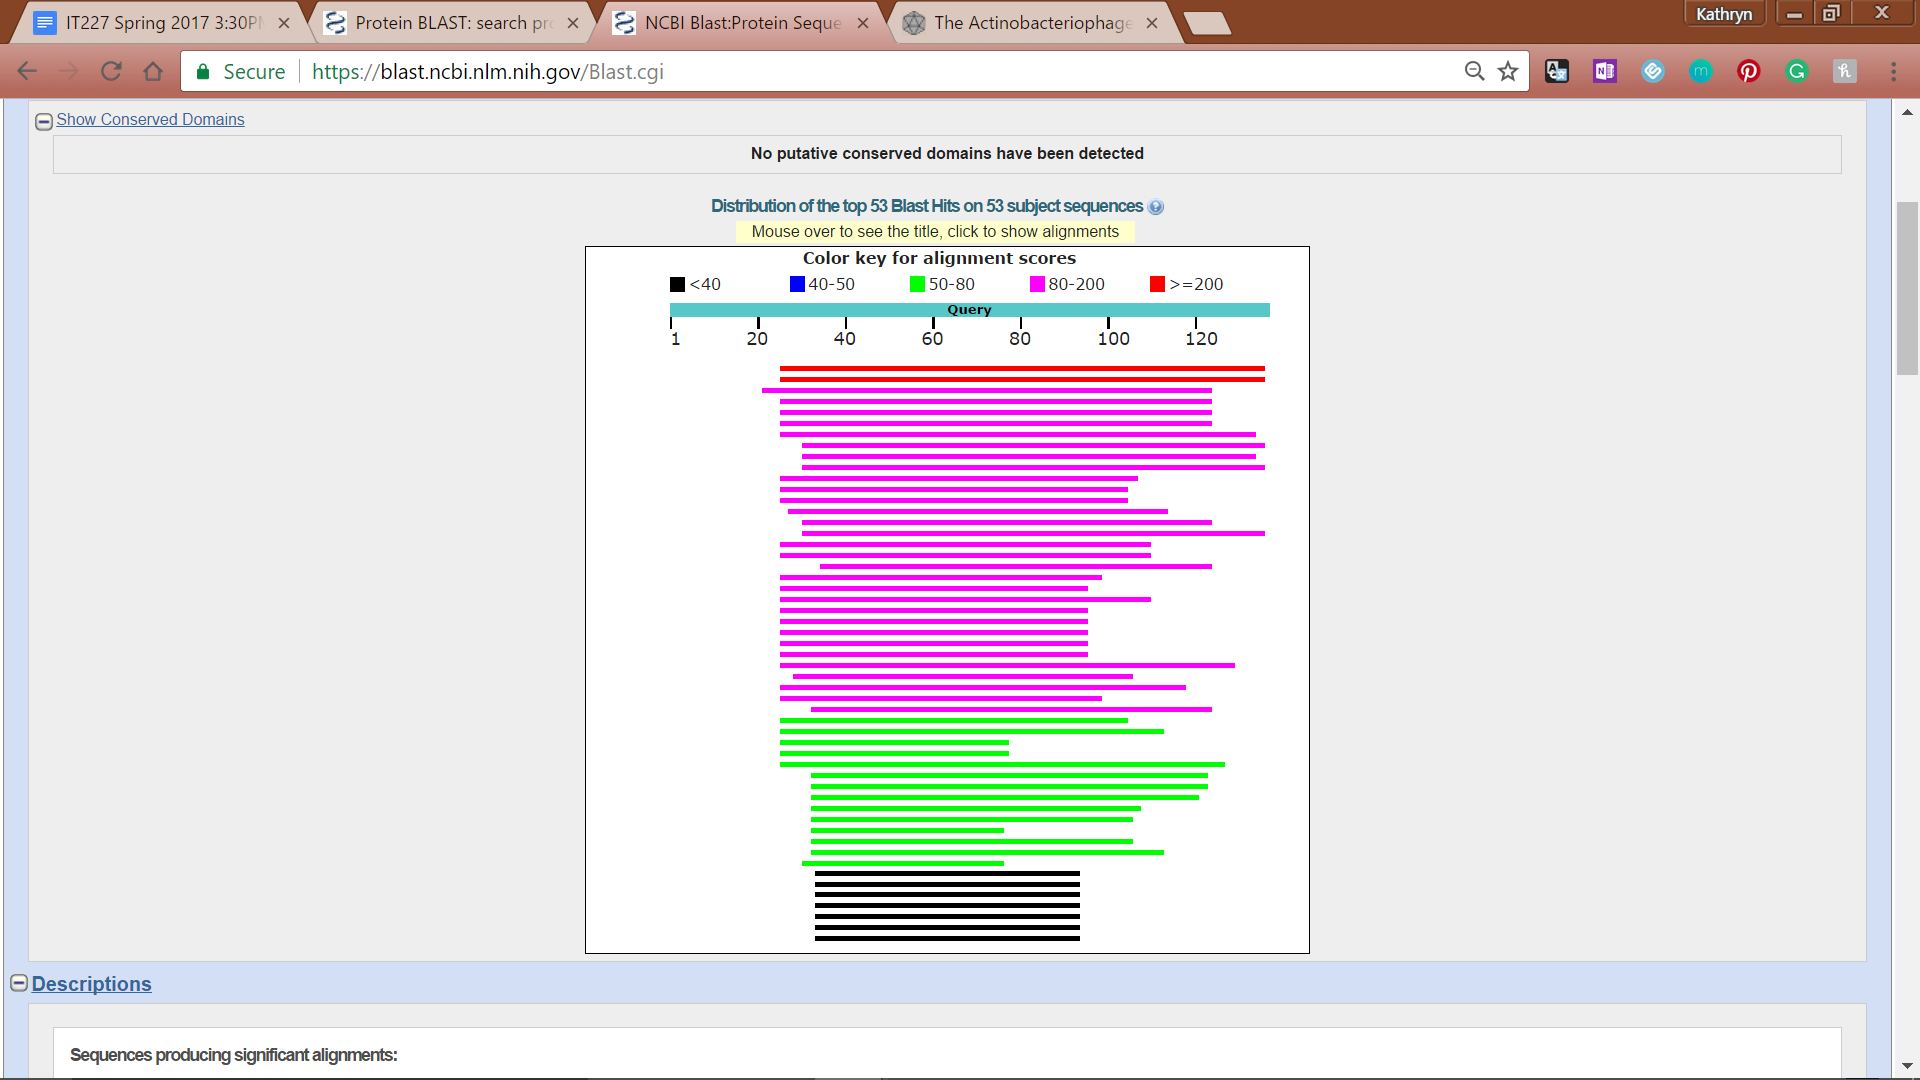 IT227 Spring 2017 3:30P
Protein BLAST: search pro
NCBI Blast:Protein Seque
The Actinobacteriophage
Kathryn
Secure
https://blast.ncbi.nlm.nih.gov/Blast.cgi
Show Conserved Domains
No putative conserved domains have been detected
Distribution of the top 53 Blast Hits on 53 subject sequences
Mouse over to see the title, click to show alignments
Color key for alignment scores
<40 40-50 50-80 80-200 >=200
Query
1 20 40 60 80 100 120
Descriptions
Sequences producing significant alignments: